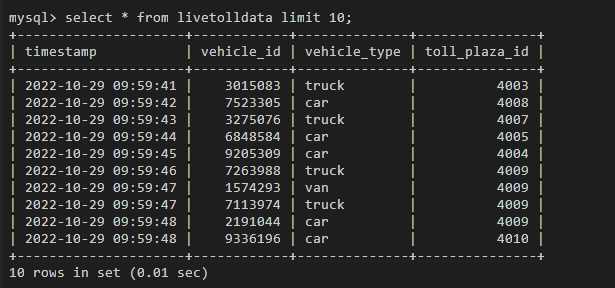 mysql> select * from livetolldata limit 10;
+---------------------+------------+--------------+---------------+
| timestamp           | vehicle_id | vehicle_type | toll_plaza_id |
+---------------------+------------+--------------+---------------+
| 2022-10-29 09:59:41 |    3015083 | truck        |          4003 |
| 2022-10-29 09:59:42 |    7523305 | car          |          4008 |
| 2022-10-29 09:59:43 |    3275076 | truck        |          4007 |
| 2022-10-29 09:59:44 |    6848584 | car          |          4005 |
| 2022-10-29 09:59:45 |    9205309 | car          |          4004 |
| 2022-10-29 09:59:46 |    7263988 | truck        |          4009 |
| 2022-10-29 09:59:47 |    1574293 | van          |          4009 |
| 2022-10-29 09:59:47 |    7113974 | truck        |          4009 |
| 2022-10-29 09:59:48 |    2191044 | car          |          4009 |
| 2022-10-29 09:59:48 |    9336196 | car          |          4010 |
+---------------------+------------+--------------+---------------+
10 rows in set (0.01 sec)